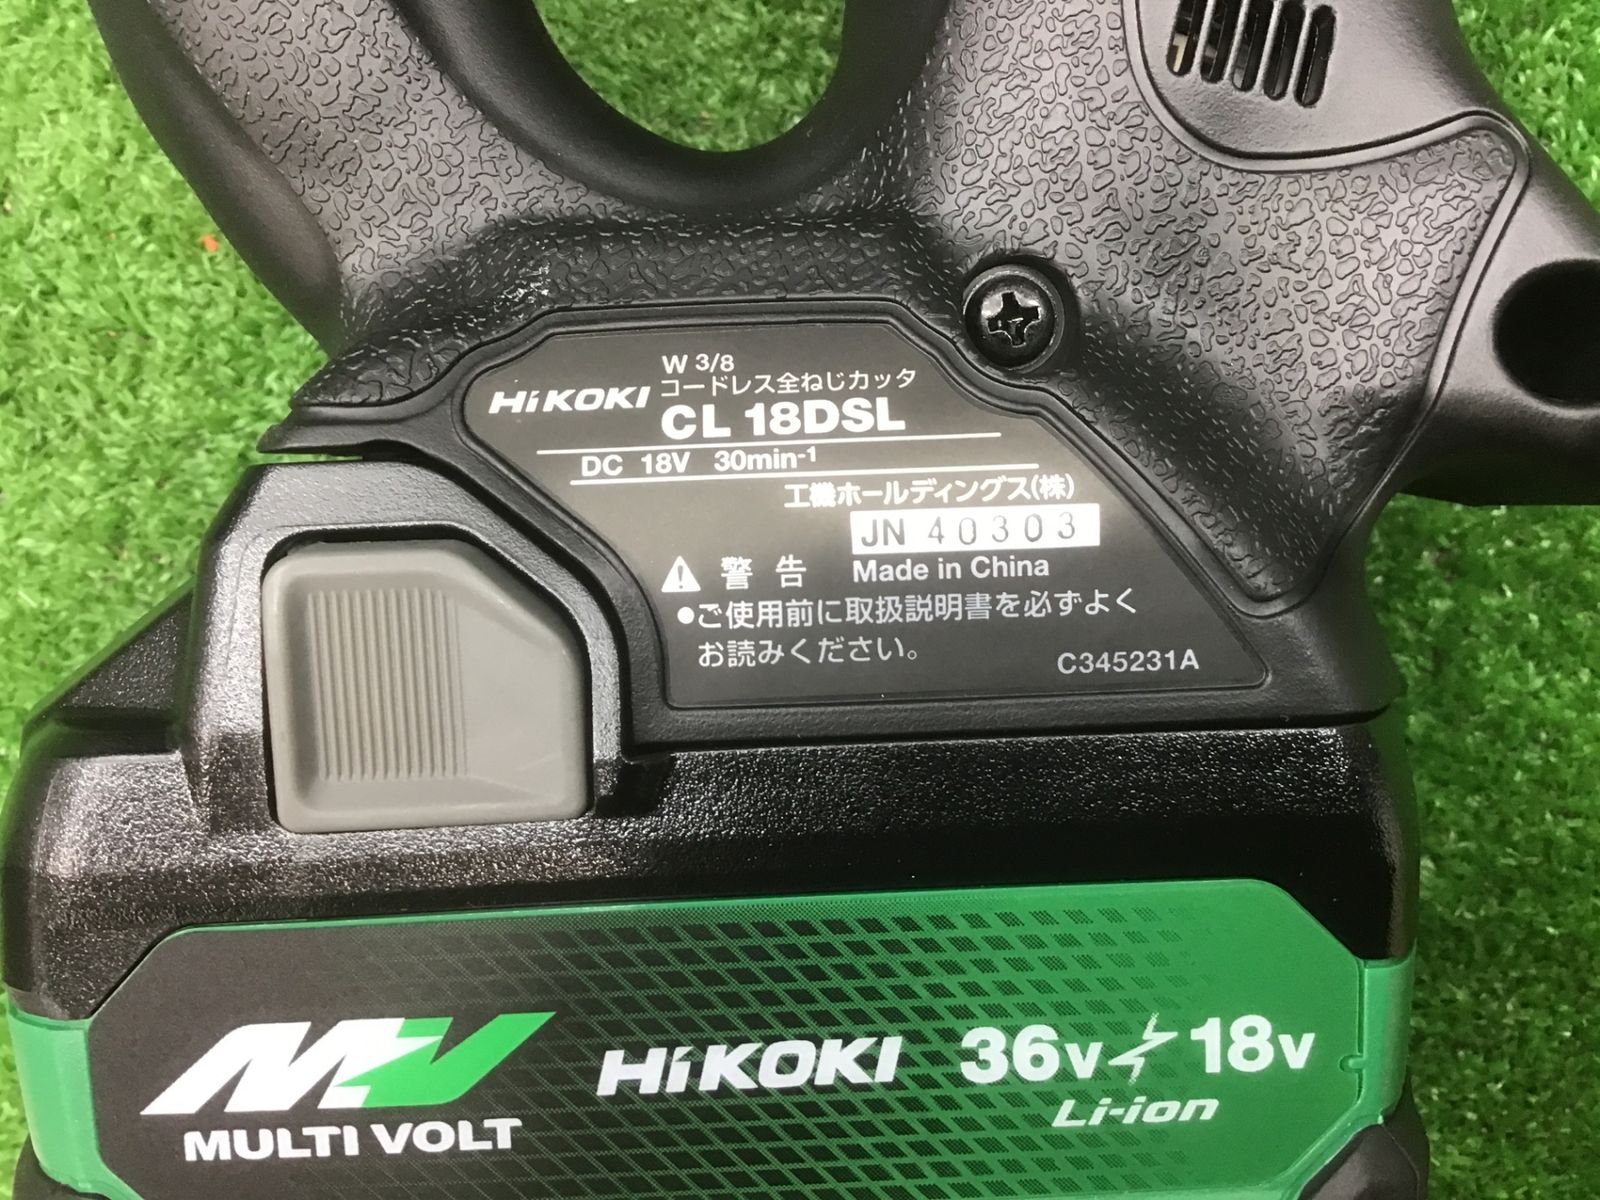 W 3/8
コードレス全ねじカッタ
HiKOKI CL 18DSL
DC 18V 30min-1
工機ホールディングス(株)
JN 40303
警告 Made in China
●ご使用前に取扱説明書を必ずよく
お読みください。
C345231A
MV HiKOKI 36V 18V
MULTI VOLT Li-ion